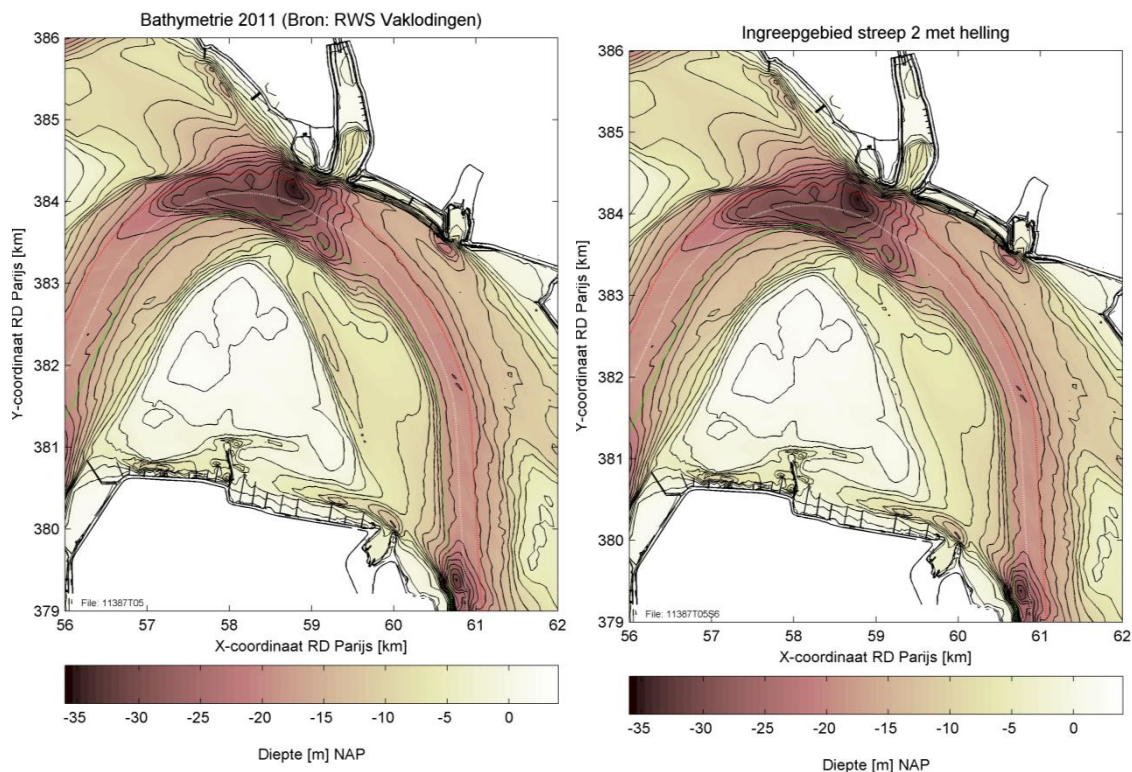 Bathymetrie 2011 (Bron: RWS Vaklodingen)
386
385
384
383
382
381
380
379
Y-coordinaat RD Parijs [km]
File: 11387T05
56 57 58 59 60 61 62
X-coordinaat RD Parijs [km]
-35 -30 -25 -20 -15 -10 -5 0
Diepte [m] NAP
Ingreepgebied streep 2 met helling
386
385
384
383
382
381
380
379
Y-coordinaat RD Parijs [km]
File: 11387T05S6
56 57 58 59 60 61 62
X-coordinaat RD Parijs [km]
-35 -30 -25 -20 -15 -10 -5 0
Diepte [m] NAP